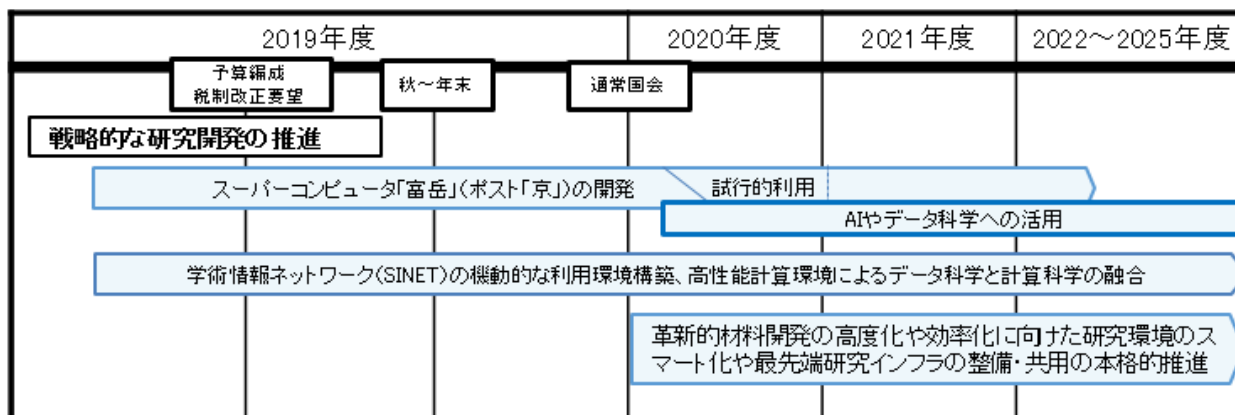 2019年度
2020年度
2021年度
2022～2025年度
予算編成
税制改正要望
秋～年末
通常国会
戦略的な研究開発の推進
スーパーコンピュータ「富岳」(ポスト「京」)の開発
試行的利用
AIやデータ科学への活用
学術情報ネットワーク(SINET)の機動的な利用環境構築、高性能計算環境によるデータ科学と計算科学の融合
革新的材料開発の高度化や効率化に向けた研究環境のス
マート化や最先端研究インフラの整備・共用の本格的推進